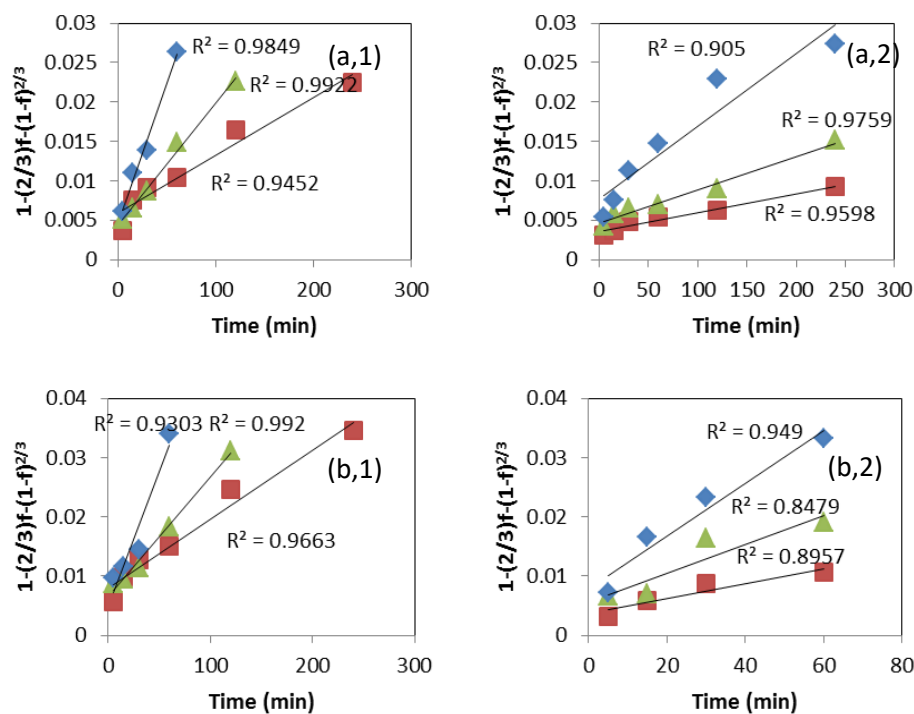 0.03
0.025
0.02
0.015
0.01
0.005
0
1-(2/3)f-(1-f)^2/3
R² = 0.9849
(a,1)
R² = 0.9922
R² = 0.9452
0 100 200 300
Time (min)
0.03
0.025
0.02
0.015
0.01
0.005
0
1-(2/3)f-(1-f)^2/3
R² = 0.905
(a,2)
R² = 0.9759
R² = 0.9598
0 50 100 150 200 250 300
Time (min)
0.04
0.03
0.02
0.01
0
1-(2/3)f-(1-f)^2/3
R² = 0.9303
R² = 0.992
(b,1)
R² = 0.9663
0 100 200 300
Time (min)
0.04
0.03
0.02
0.01
0
1-(2/3)f-(1-f)^2/3
R² = 0.949
(b,2)
R² = 0.8479
R² = 0.8957
0 20 40 60 80
Time (min)